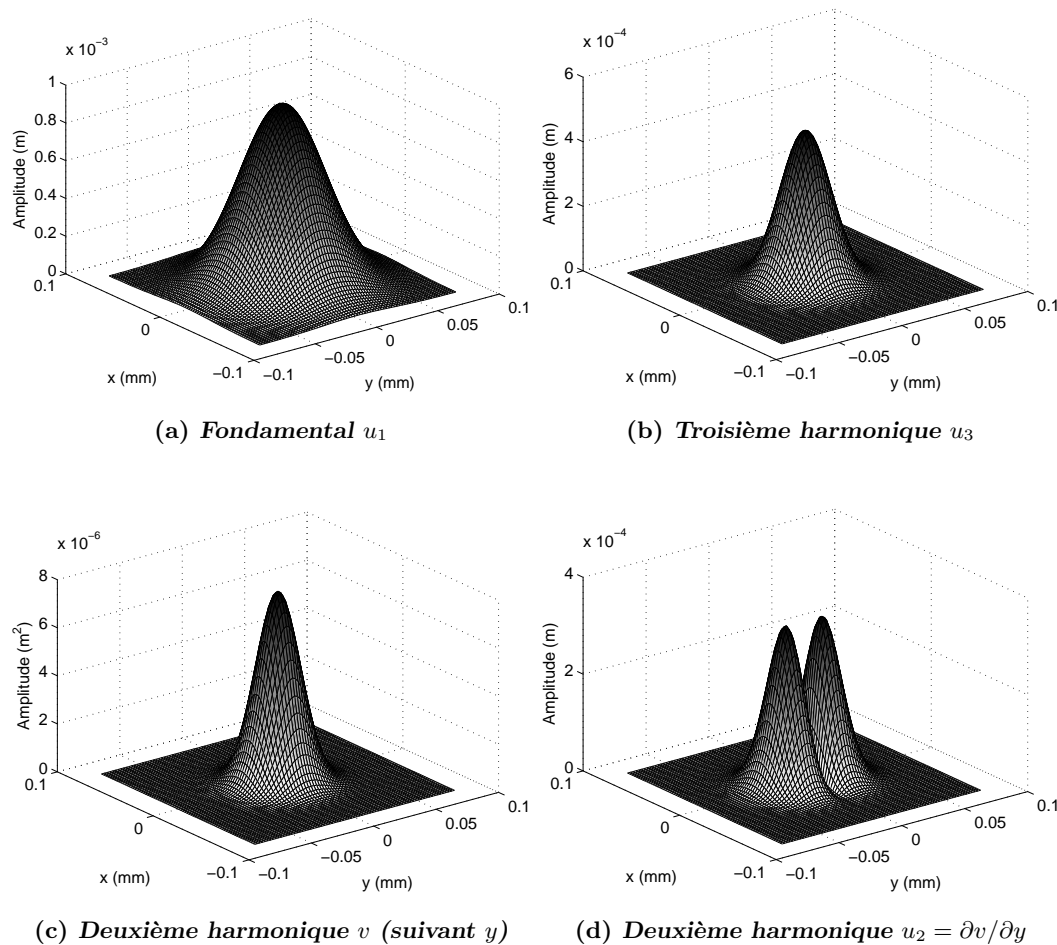 x 10⁻³
1
0.8
0.6
0.4
0.2
0
Amplitude (m)
0.1
0
−0.1
x (mm)
−0.1
−0.05
0
0.05
0.1
y (mm)
(a) Fondamental u₁
x 10⁻⁴
6
4
2
0
Amplitude (m)
0.1
0
−0.1
x (mm)
−0.1
−0.05
0
0.05
0.1
y (mm)
(b) Troisième harmonique u₃
x 10⁻⁶
8
6
4
2
0
Amplitude (m²)
0.1
0
−0.1
x (mm)
−0.1
−0.05
0
0.05
0.1
y (mm)
(c) Deuxième harmonique v (suivant y)
x 10⁻⁴
4
2
0
Amplitude (m)
0.1
0
−0.1
x (mm)
−0.1
−0.05
0
0.05
0.1
y (mm)
(d) Deuxième harmonique u₂ = ∂v/∂y